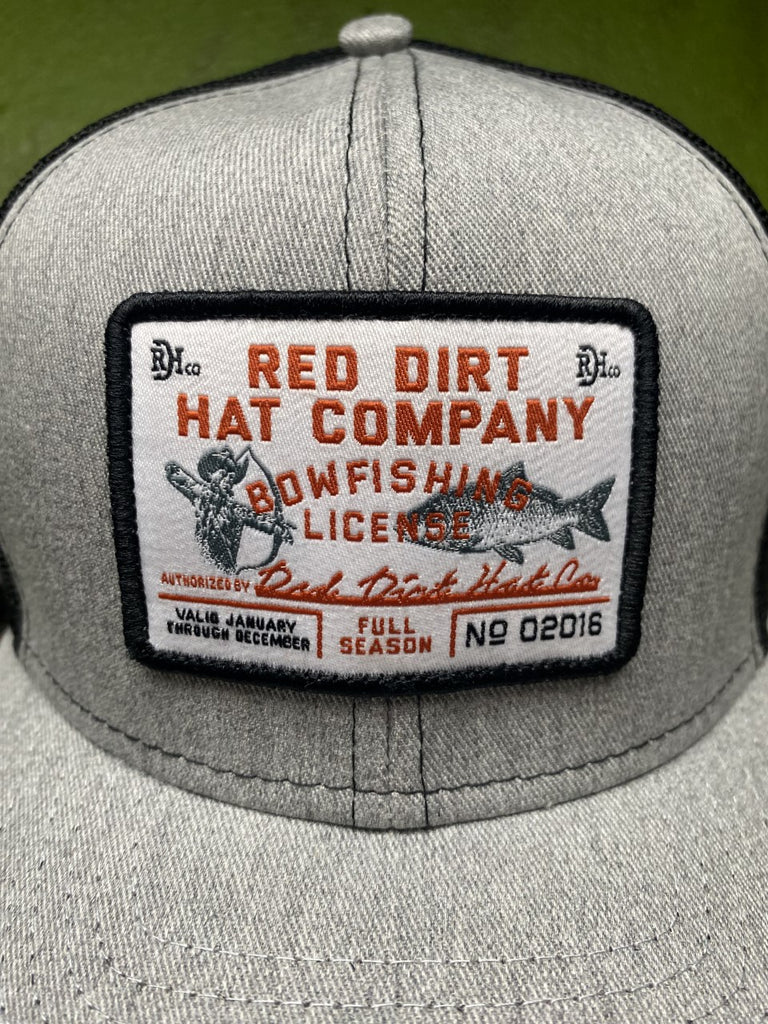 RDHCO
RDHCO
RED DIRT
HAT COMPANY
BOWFISHING
LICENSE
AUTHORIZED BY Red Dirt Hat Co
VALID JANUARY
THROUGH DECEMBER
FULL
SEASON
Nº 02016